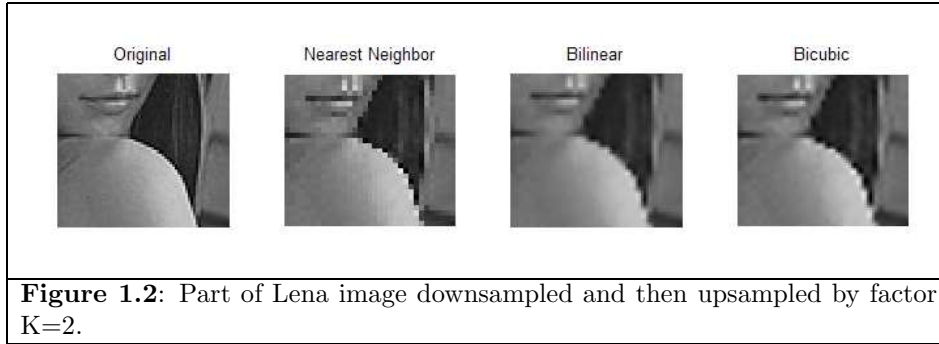 Original Nearest Neighbor Bilinear Bicubic
Figure 1.2: Part of Lena image downsampled and then upsampled by factor
K=2.